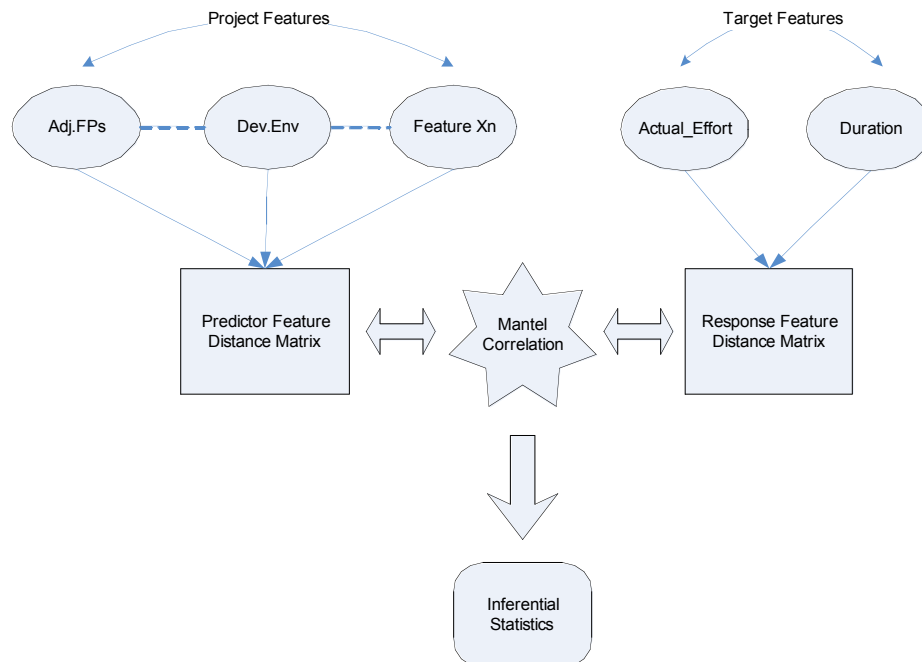 Project Features
Target Features
Adj.FPs
Dev.Env
Feature Xn
Actual_Effort
Duration
Predictor Feature
Distance Matrix
Mantel
Correlation
Response Feature
Distance Matrix
Inferential
Statistics